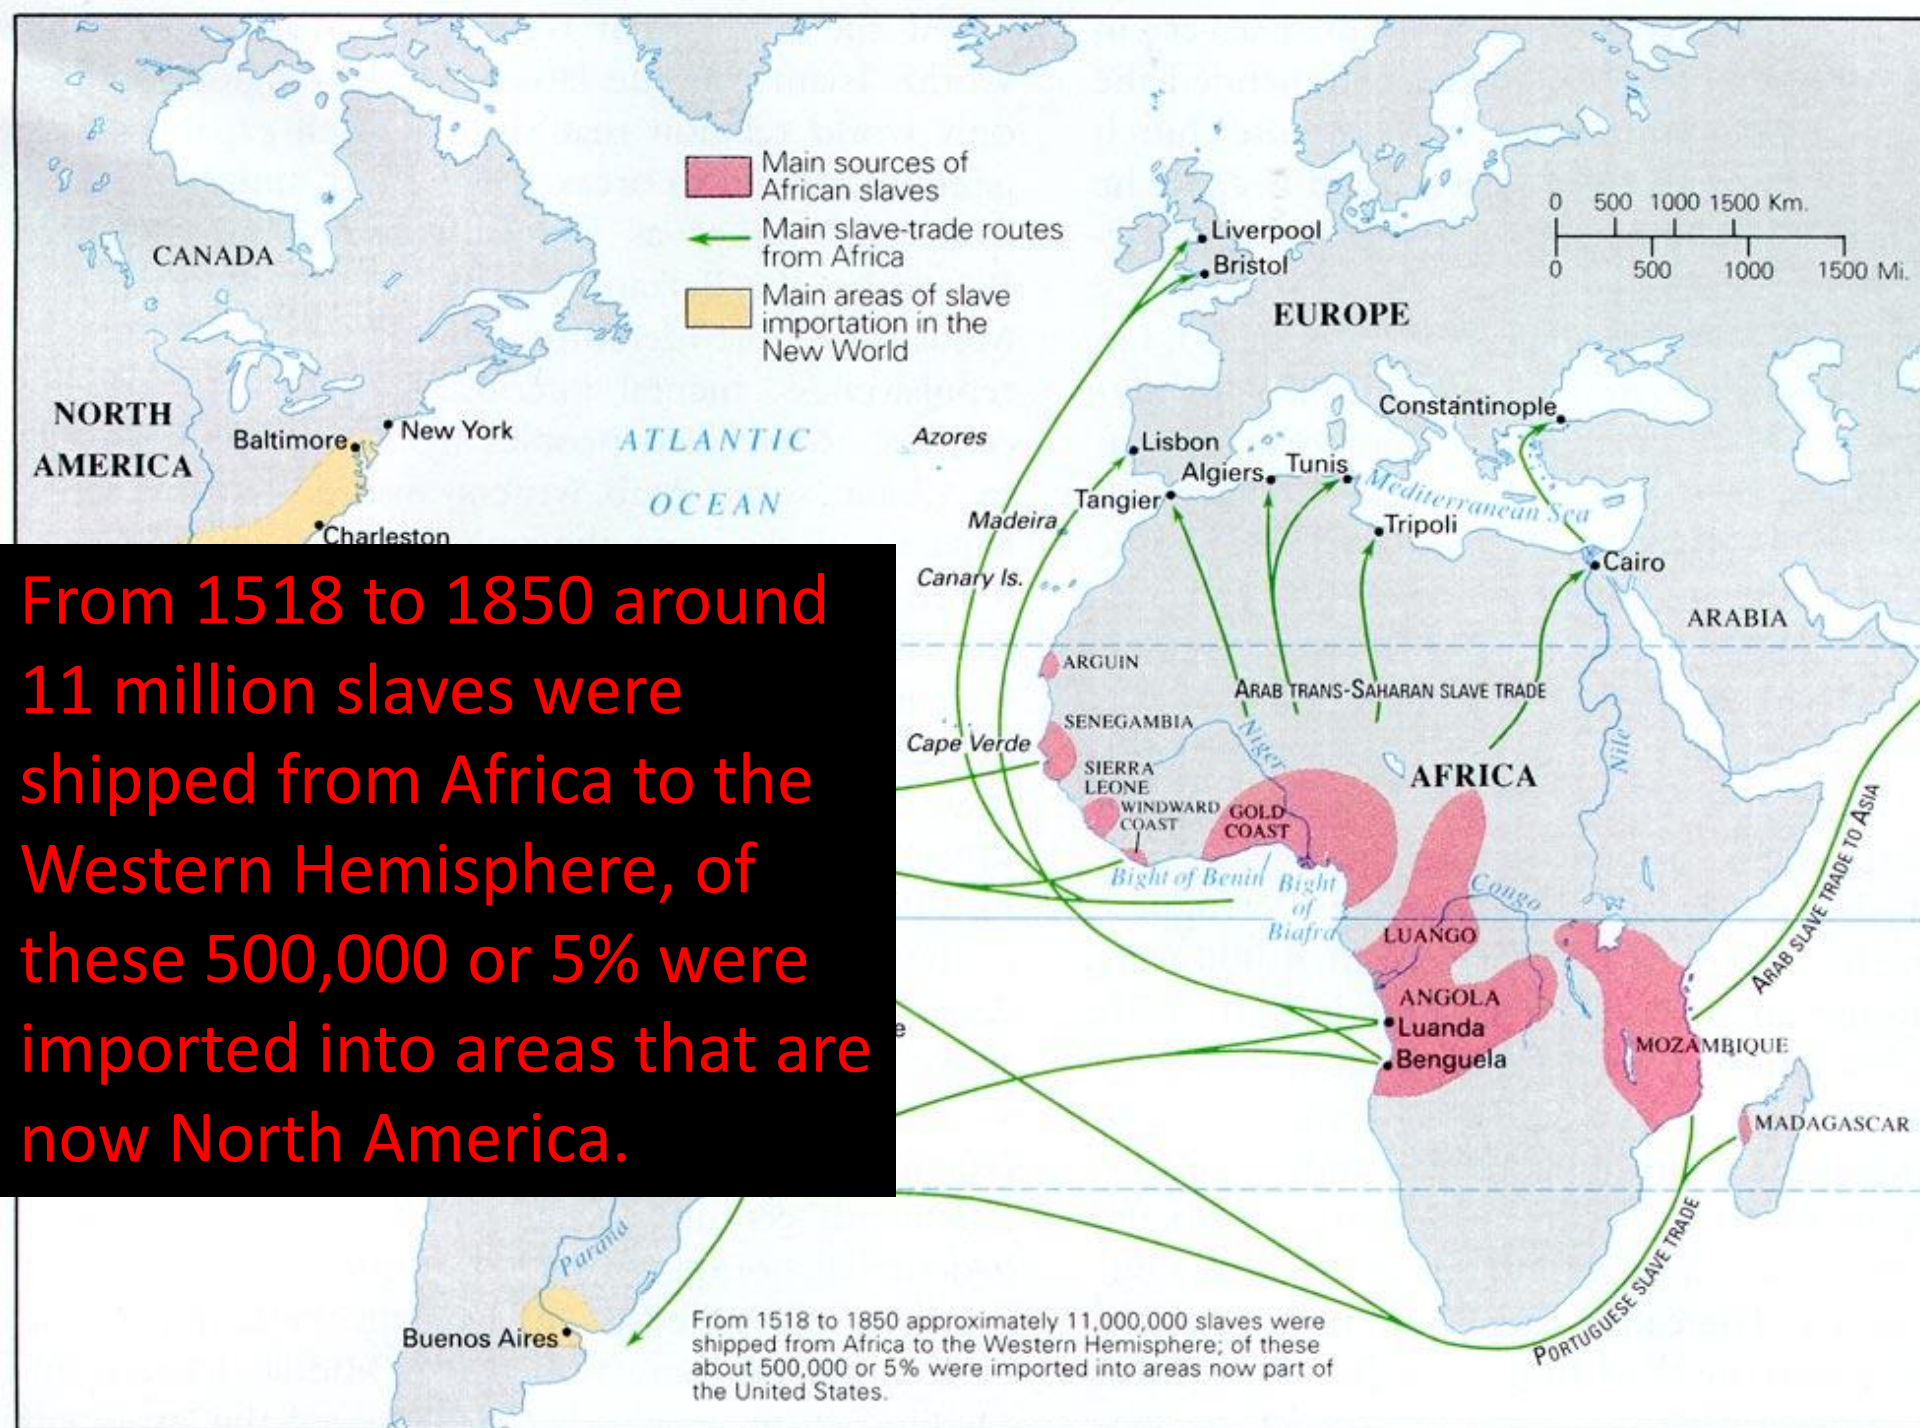 Main sources of
African slaves
Main slave-trade routes
from Africa
Main areas of slave
importation in the
New World
0 500 1000 1500 Km.
0 500 1000 1500 Mi.
CANADA
NORTH
AMERICA
Baltimore
New York
Charleston
ATLANTIC
OCEAN
Azores
Madeira
Canary Is.
Cape Verde
Liverpool
Bristol
EUROPE
Constantinople
Lisbon
Algiers
Tunis
Tangier
Mediterranean Sea
Tripoli
Cairo
ARABIA
ARGUIN
ARAB TRANS-SAHARAN SLAVE TRADE
SENEGAMBIA
Niger
Nile
SIERRA
LEONE
WINDWARD
COAST
GOLD
COAST
AFRICA
Bight of Benin
Bight
of
Biafra
Congo
LUANGO
ANGOLA
Luanda
Benguela
ARAB SLAVE TRADE TO ASIA
MOZAMBIQUE
MADAGASCAR
PORTUGUESE SLAVE TRADE
From 1518 to 1850 around
11 million slaves were
shipped from Africa to the
Western Hemisphere, of
these 500,000 or 5% were
imported into areas that are
now North America.
Paraná
Buenos Aires
From 1518 to 1850 approximately 11,000,000 slaves were
shipped from Africa to the Western Hemisphere; of these
about 500,000 or 5% were imported into areas now part of
the United States.